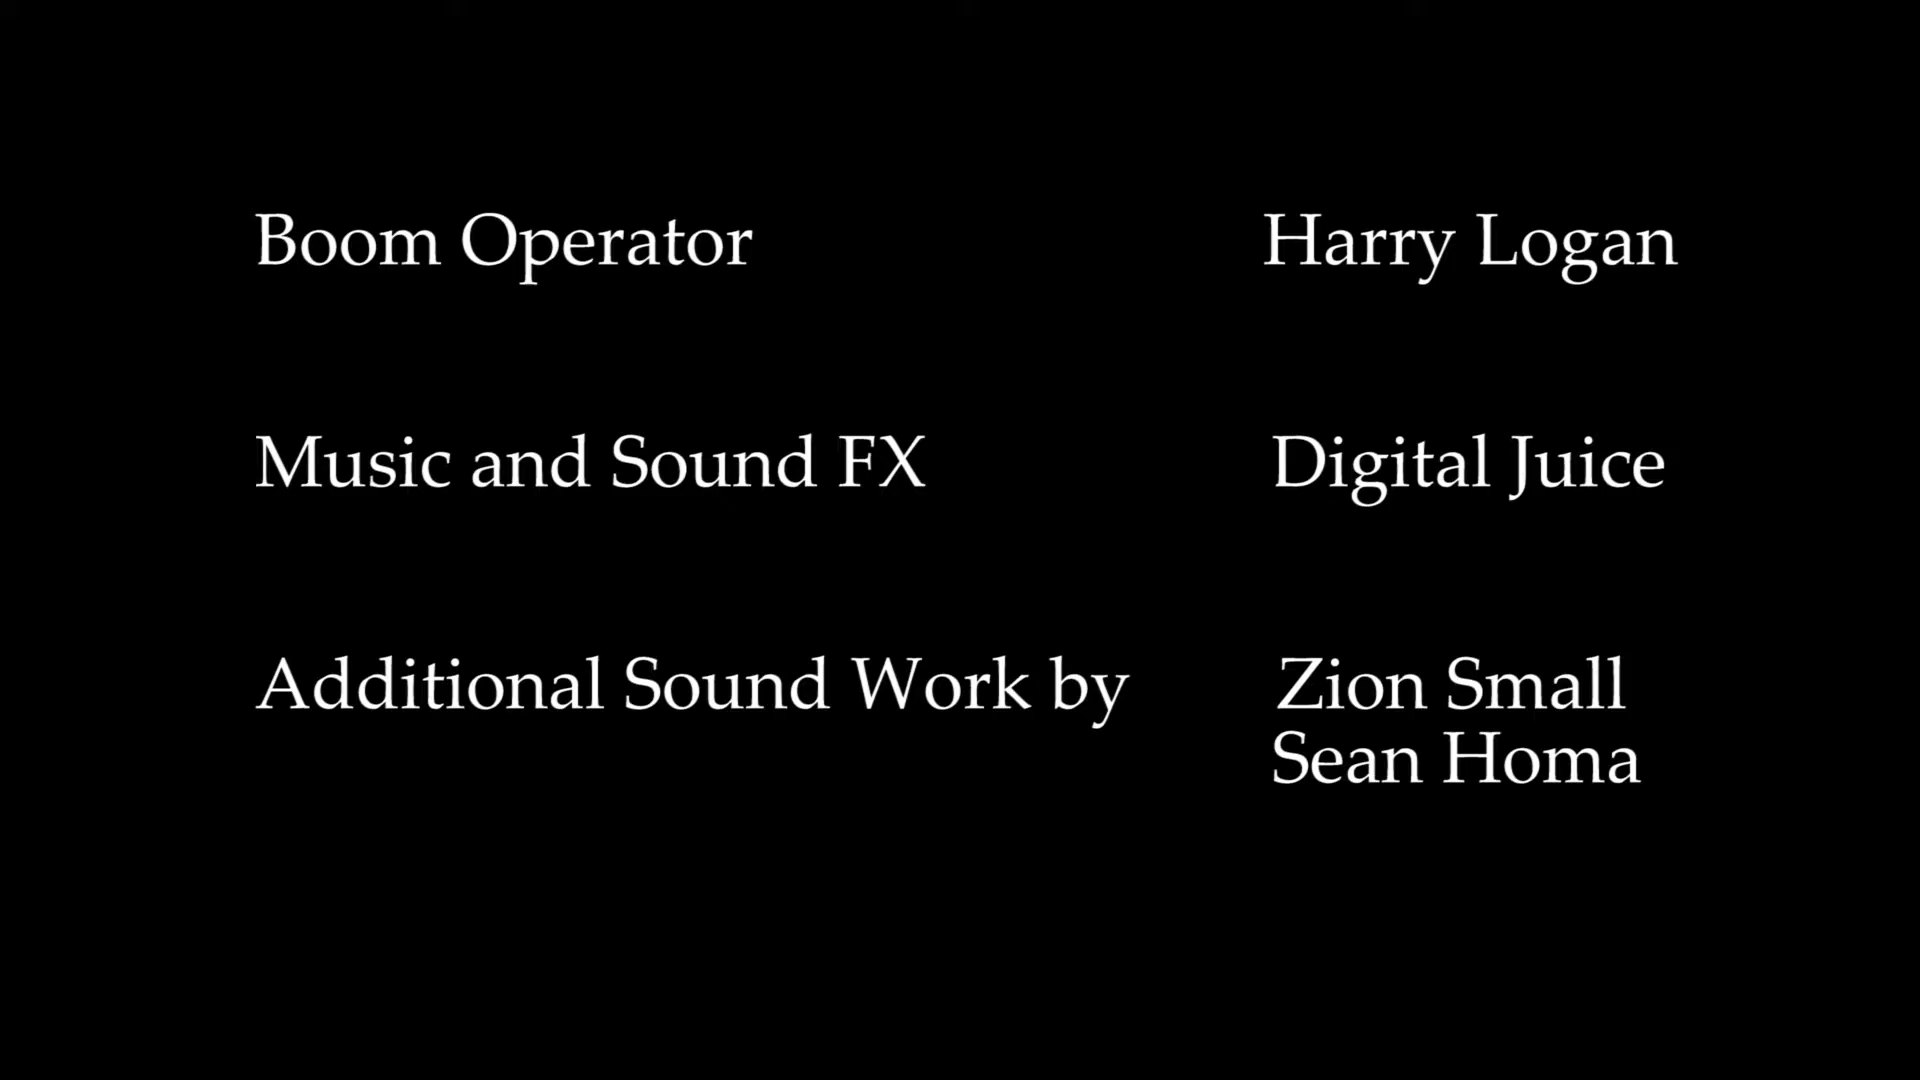 Boom Operator Harry Logan
Music and Sound FX Digital Juice
Additional Sound Work by Zion Small
Sean Homa